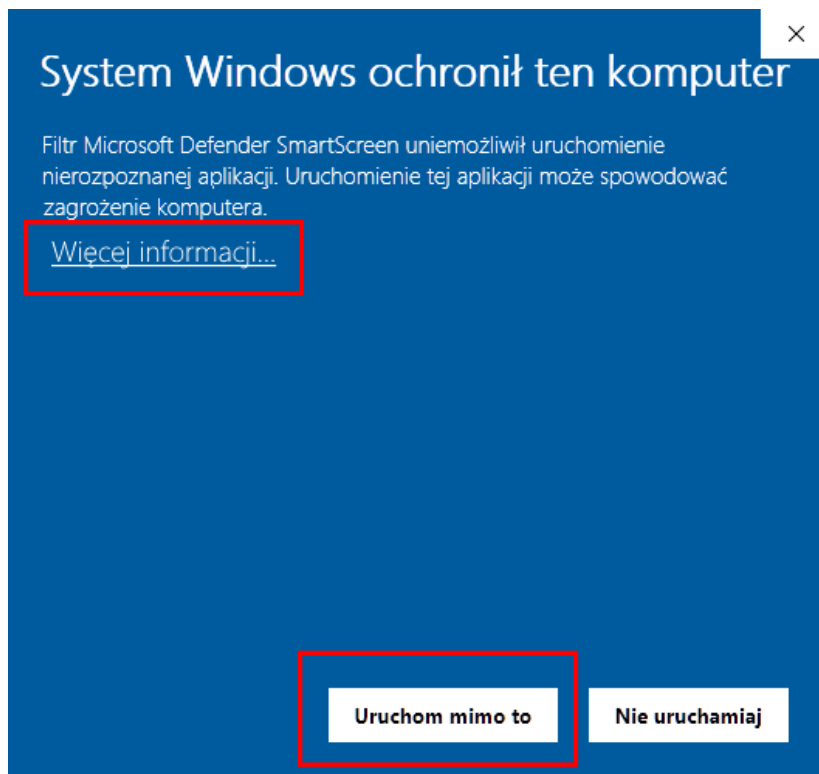 System Windows ochronił ten komputer
Filtr Microsoft Defender SmartScreen uniemożliwił uruchomienie
nierozpoznanej aplikacji. Uruchomienie tej aplikacji może spowodować
zagrożenie komputera.
Więcej informacji...
Uruchom mimo to
Nie uruchamiaj